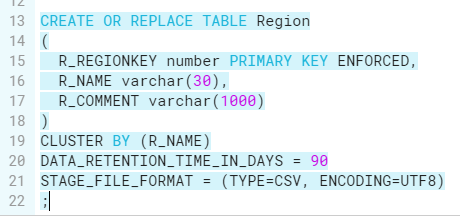 12
13 CREATE OR REPLACE TABLE Region
14 (
15 R_REGIONKEY number PRIMARY KEY ENFORCED,
16 R_NAME varchar(30),
17 R_COMMENT varchar(1000)
18 )
19 CLUSTER BY (R_NAME)
20 DATA_RETENTION_TIME_IN_DAYS = 90
21 STAGE_FILE_FORMAT = (TYPE=CSV, ENCODING=UTF8)
22 ;